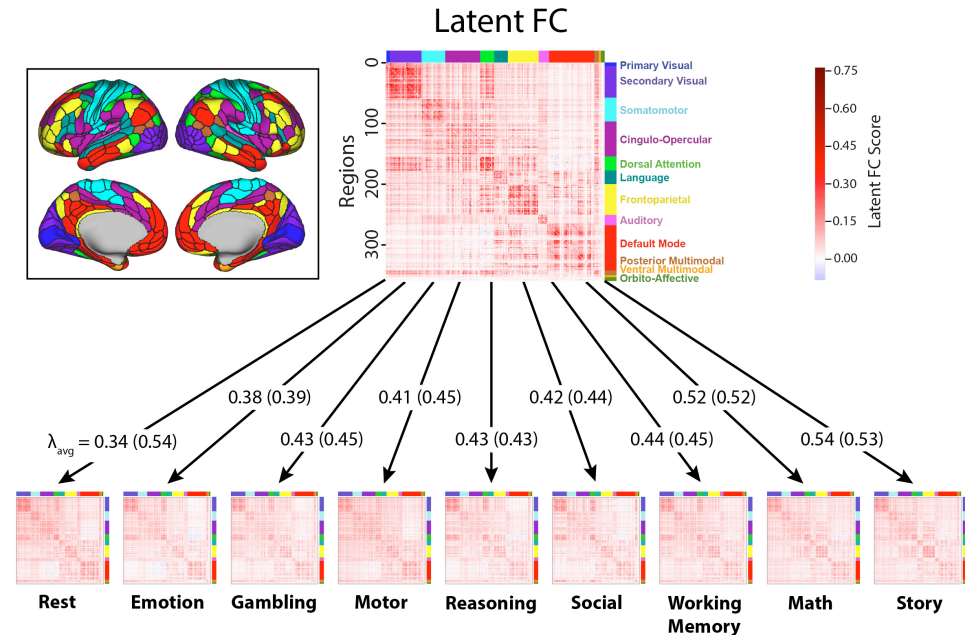 Latent FC
0
100
200
300
Regions
Primary Visual
Secondary Visual
Somatomotor
Cingulo-Opercular
Dorsal Attention
Language
Frontoparietal
Auditory
Default Mode
Posterior Multimodal
Ventral Multimodal
Orbito-Affective
0.75
0.60
0.45
0.30
0.15
0.00
Latent FC Score
0.38 (0.39)
0.41 (0.45)
0.42 (0.44)
0.52 (0.52)
λavg = 0.34 (0.54)
0.43 (0.45)
0.43 (0.43)
0.44 (0.45)
0.54 (0.53)
Rest
Emotion
Gambling
Motor
Reasoning
Social
Working
Memory
Math
Story